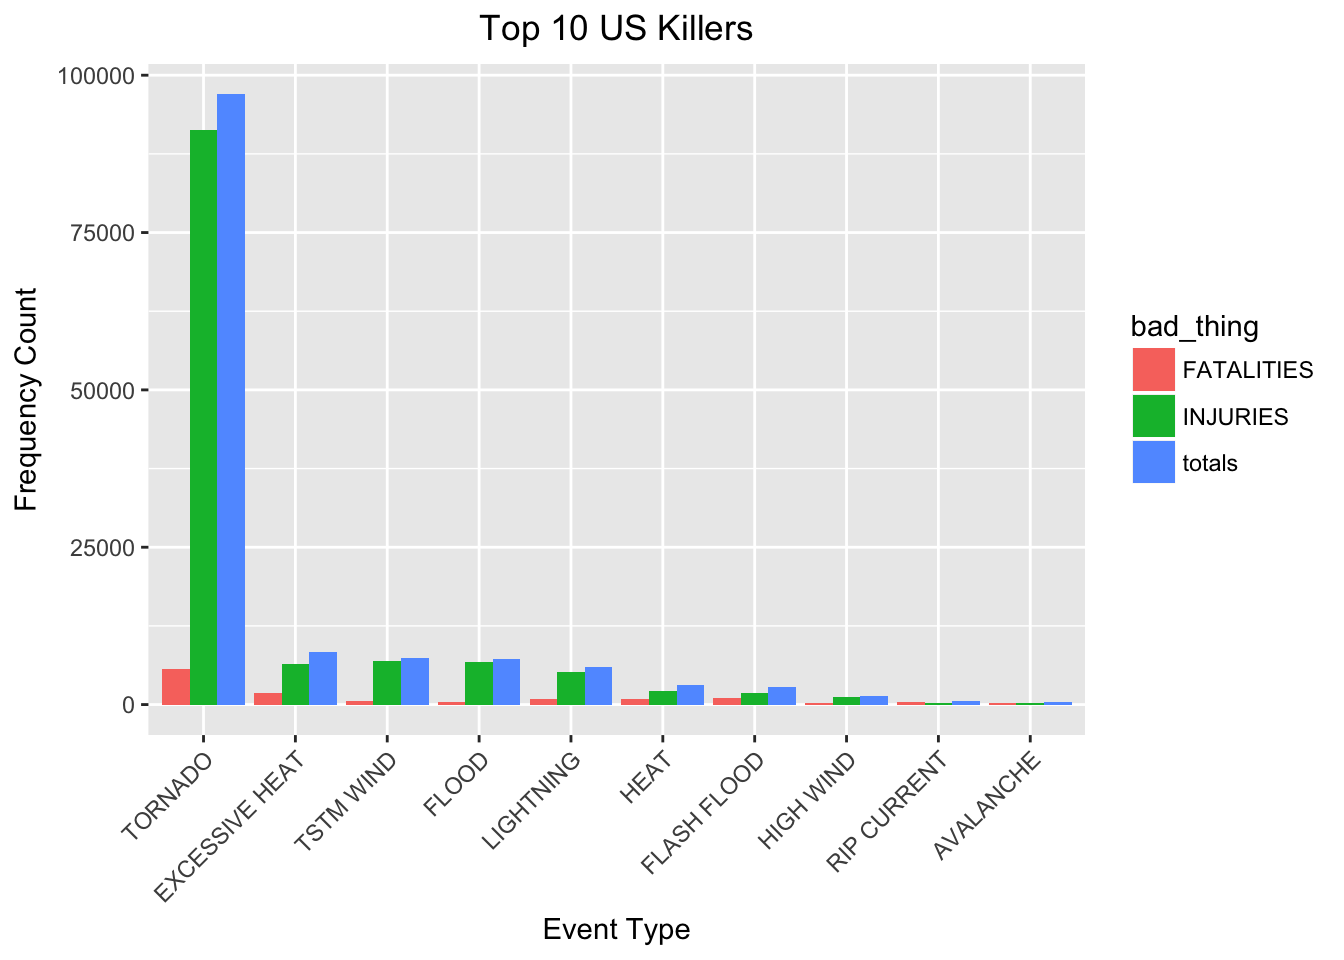 Top 10 US Killers
100000
75000
50000
25000
0
Frequency Count
TORNADO
EXCESSIVE HEAT
TSTM WIND
FLOOD
LIGHTNING
HEAT
FLASH FLOOD
HIGH WIND
RIP CURRENT
AVALANCHE
Event Type
bad_thing
FATALITIES
INJURIES
totals